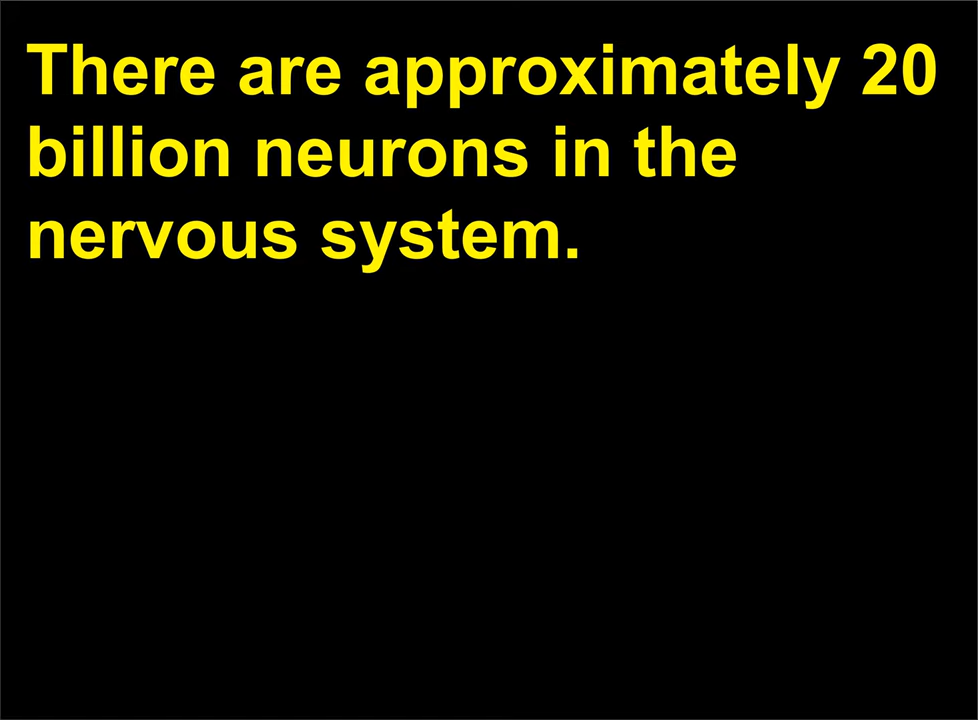 There are approximately 20
billion neurons in the
nervous system.